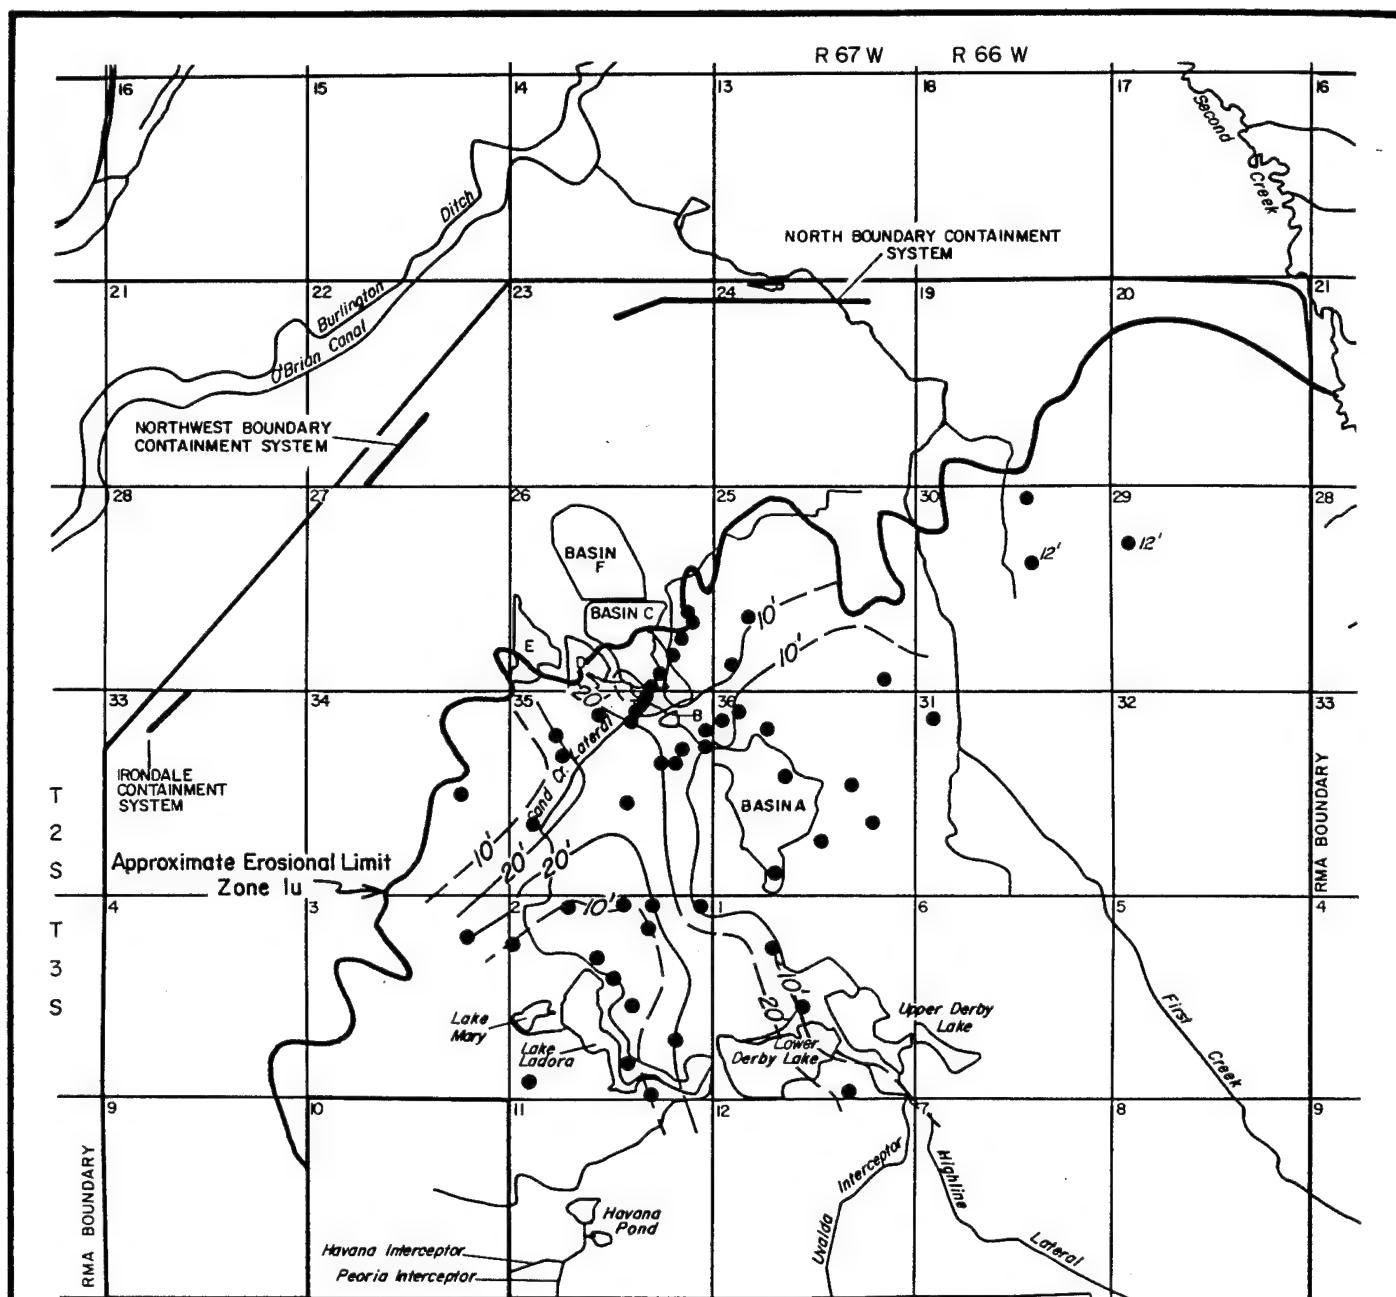 R 67 W R 66 W
16 15 14 13 18 17 16
Second
Creek
Ditch
NORTH BOUNDARY CONTAINMENT
SYSTEM
21 22 23 24 19 20 21
Burlington
O'Brian Canal
NORTHWEST BOUNDARY
CONTAINMENT SYSTEM
28 27 26 25 30 29 28
12' 12'
BASIN
F
BASIN C
10'
E
D
10'
33 34 35 36 31 32 33
20'
B
Sand Cr. Lateral
IRONDALE
CONTAINMENT
SYSTEM
BASIN A
RMA BOUNDARY
T
2
S
10'
20'
20'
Approximate Erosional Limit
Zone 1u
4 3 2 1 6 5 4
10'
T
3
S
10'
20'
Lake
Mary
Lake
Ladora
Lower
Derby Lake
Upper Derby
Lake
First
Creek
9 10 11 12 7 8 9
RMA BOUNDARY
Interceptor
Uvalda
Highline
Lateral
Havana
Pond
Havana Interceptor
Peoria Interceptor